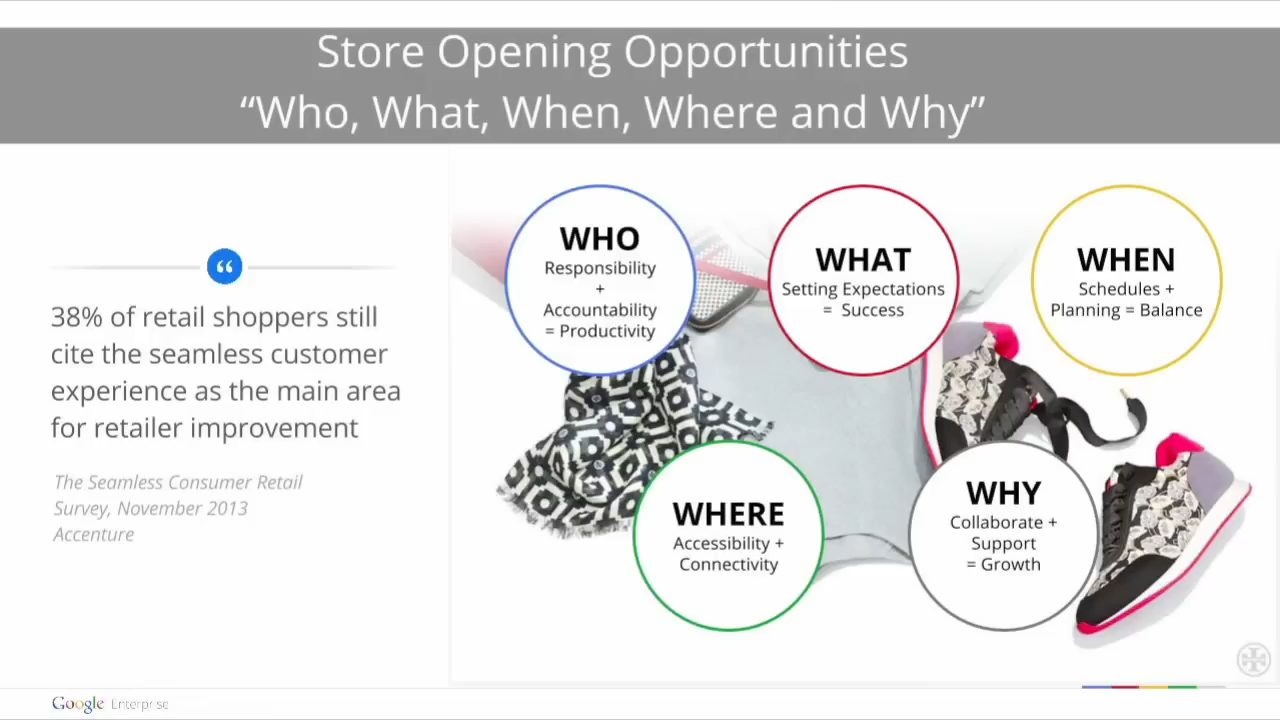 Store Opening Opportunities
“Who, What, When, Where and Why”
“
38% of retail shoppers still
cite the seamless customer
experience as the main area
for retailer improvement
The Seamless Consumer Retail
Survey, November 2013
Accenture
WHO
Responsibility
+
Accountability
= Productivity
WHAT
Setting Expectations
= Success
WHEN
Schedules +
Planning = Balance
WHERE
Accessibility +
Connectivity
WHY
Collaborate +
Support
= Growth
Google Enterprise